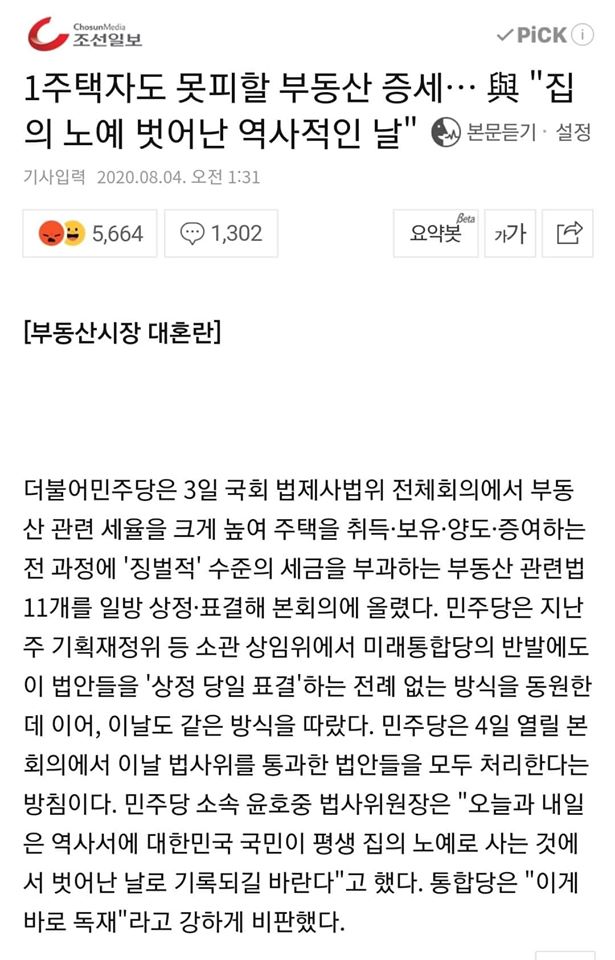 ChosunMedia
조선일보
PiCK
1주택자도 못피할 부동산 증세… 與 "집
의 노예 벗어난 역사적인 날" 본문듣기 · 설정
기사입력 2020.08.04. 오전 1:31
5,664 1,302 요약봇 Beta 가가
[부동산시장 대혼란]
더불어민주당은 3일 국회 법제사법위 전체회의에서 부동
산 관련 세율을 크게 높여 주택을 취득·보유·양도·증여하는
전 과정에 '징벌적' 수준의 세금을 부과하는 부동산 관련법
11개를 일방 상정·표결해 본회의에 올렸다. 민주당은 지난
주 기획재정위 등 소관 상임위에서 미래통합당의 반발에도
이 법안들을 '상정 당일 표결'하는 전례 없는 방식을 동원한
데 이어, 이날도 같은 방식을 따랐다. 민주당은 4일 열릴 본
회의에서 이날 법사위를 통과한 법안들을 모두 처리한다는
방침이다. 민주당 소속 윤호중 법사위원장은 "오늘과 내일
은 역사서에 대한민국 국민이 평생 집의 노예로 사는 것에
서 벗어난 날로 기록되길 바란다"고 했다. 통합당은 "이게
바로 독재"라고 강하게 비판했다.